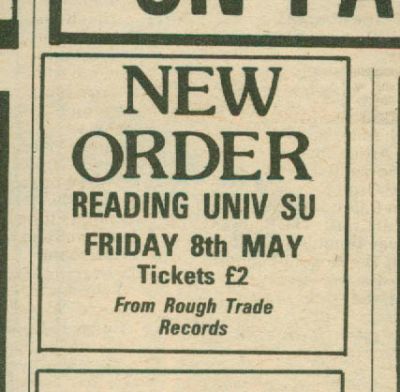 NEW
ORDER
READING UNIV SU
FRIDAY 8th MAY
Tickets £2
From Rough Trade
Records